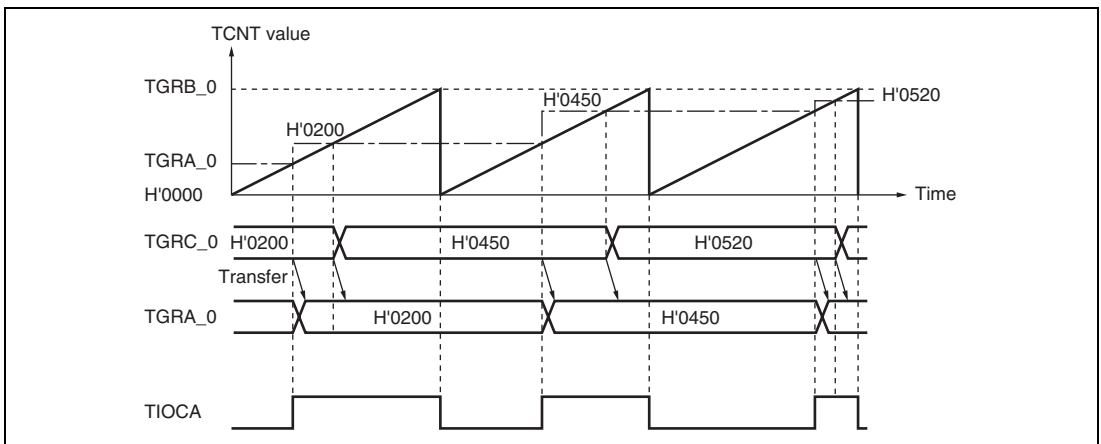 TCNT value
TGRB_0
H'0450
H'0520
H'0200
TGRA_0
H'0000
Time
TGRC_0 H'0200 H'0450 H'0520
Transfer
TGRA_0 H'0200 H'0450
TIOCA